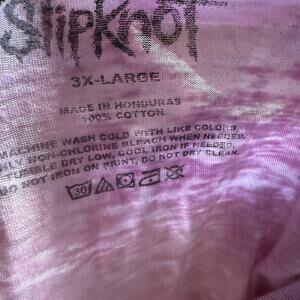 Slipknot
3X-LARGE
MADE IN HONDURAS
100% COTTON
MACHINE WASH COLD WITH LIKE COLORS,
ONLY NON-CHLORINE BLEACH WHEN NEEDED,
TUMBLE DRY LOW, COOL IRON IF NEEDED,
DO NOT IRON ON PRINT, DO NOT DRY CLEAN.
30